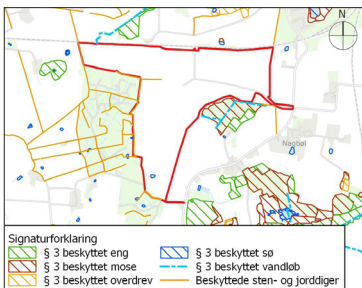 N
Nagbøl
Signaturforklaring
§ 3 beskyttet eng
§ 3 beskyttet mose
§ 3 beskyttet overdrev
§ 3 beskyttet sø
§ 3 beskyttet vandløb
Beskyttede sten- og jorddiger